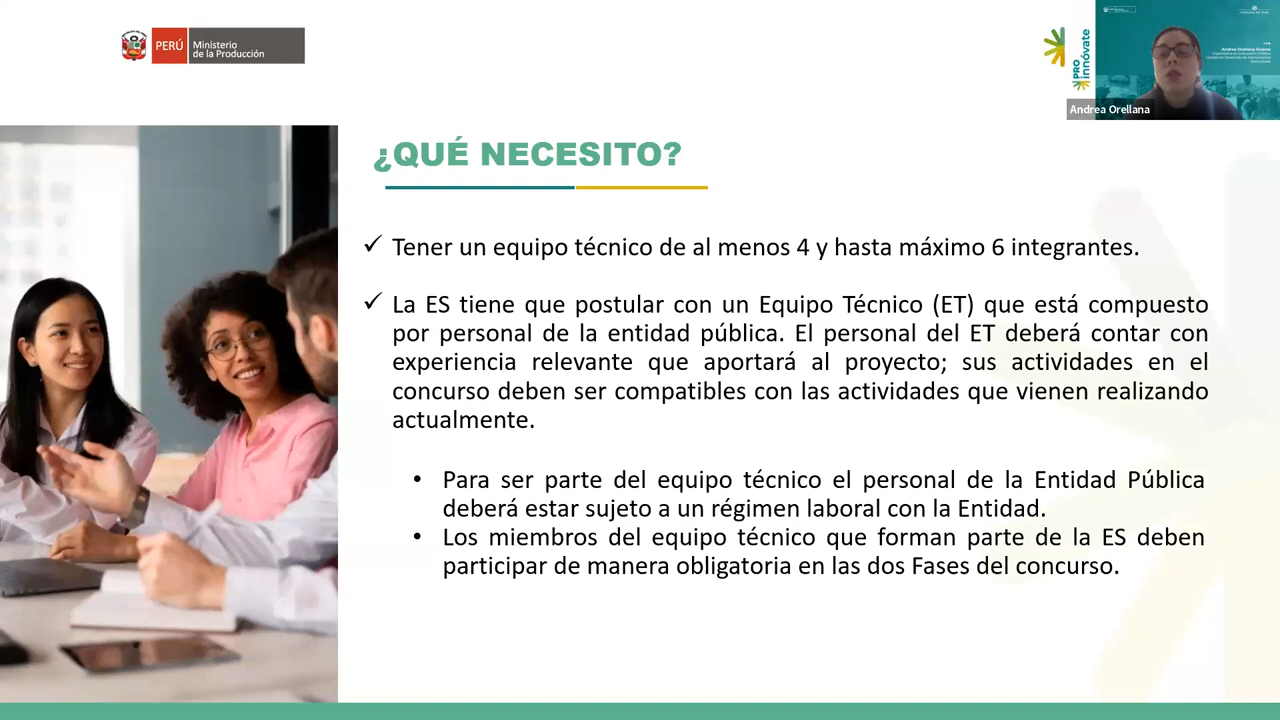 PERÚ
Ministerio
de la Producción
PRO
innóvate
Andrea Orellana Alvarez
Andrea Orellana
¿QUÉ NECESITO?
✓ Tener un equipo técnico de al menos 4 y hasta máximo 6 integrantes.
✓ La ES tiene que postular con un Equipo Técnico (ET) que está compuesto
por personal de la entidad pública. El personal del ET deberá contar con
experiencia relevante que aportará al proyecto; sus actividades en el
concurso deben ser compatibles con las actividades que vienen realizando
actualmente.
• Para ser parte del equipo técnico el personal de la Entidad Pública
deberá estar sujeto a un régimen laboral con la Entidad.
• Los miembros del equipo técnico que forman parte de la ES deben
participar de manera obligatoria en las dos Fases del concurso.